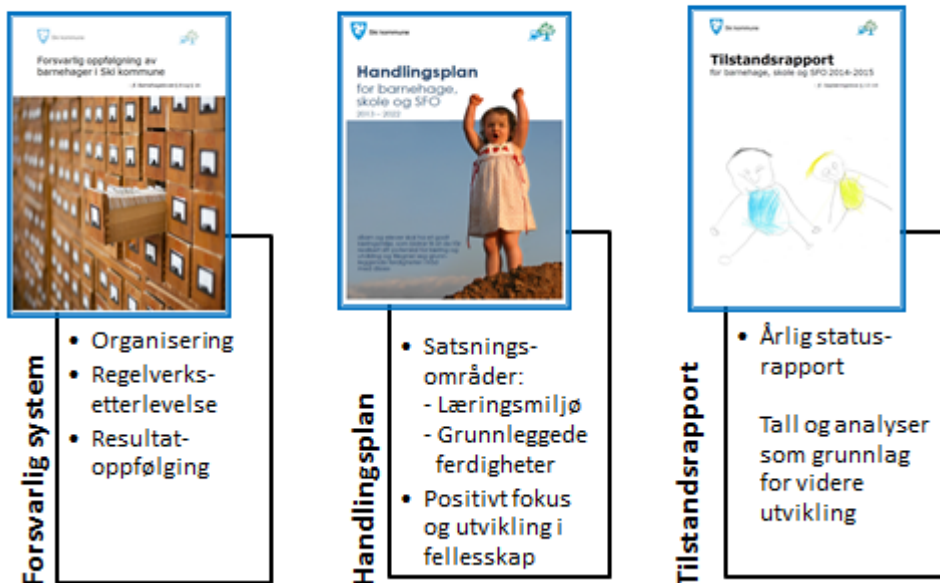 Ski kommune
Forsvarlig oppfølgning av
barnehager i Ski kommune
Forsvarlig system
• Organisering
• Regelverks-
etterlevelse
• Resultat-
oppfølging
Ski kommune
Handlingsplan
for barnehage,
skole og SFO
2013 – 2022
Handlingsplan
• Satsnings-
områder:
- Læringsmiljø
- Grunnleggede
ferdigheter
• Positivt fokus
og utvikling i
fellesskap
Ski kommune
Tilstandsrapport
for barnehage, skole og SFO 2014-2015
Tilstandsrapport
• Årlig status-
rapport
Tall og analyser
som grunnlag
for videre
utvikling